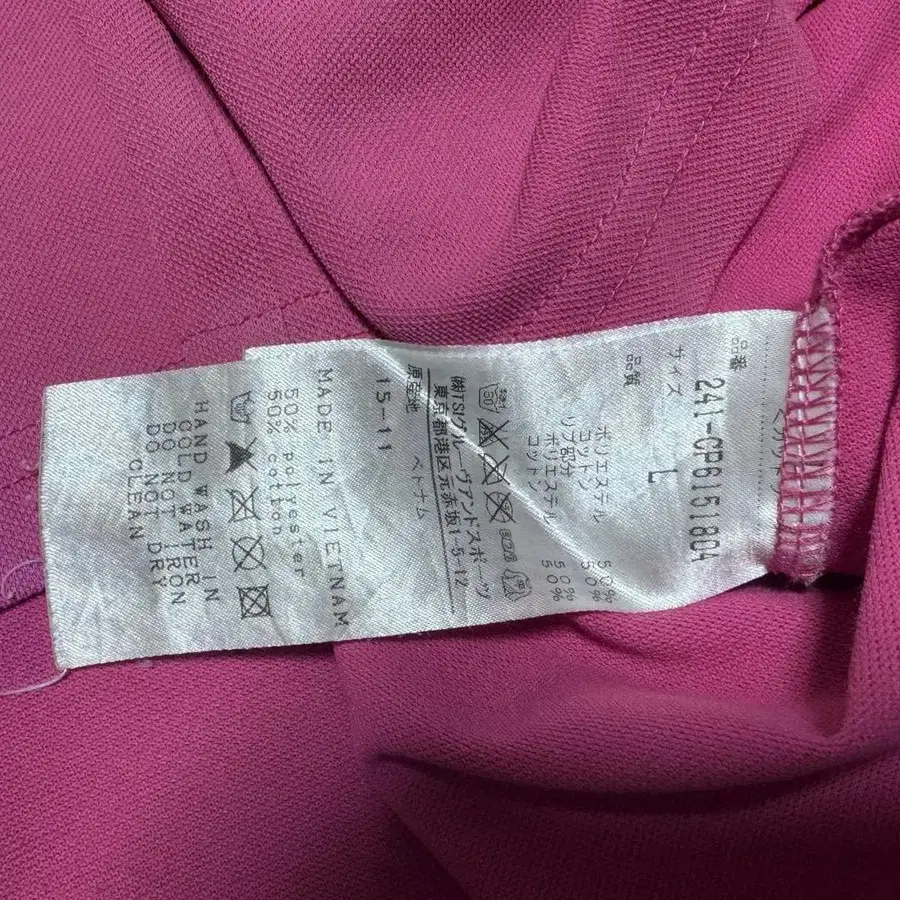 品番 241-CP6151804
サイズ L
品質 ポリエステル 50%
コットン 50%
リブ部分
ポリエステル 50%
コットン 50%
㈱TSIグルーヴアンドスポーツ
東京都港区元赤坂1-5-12
原産地 ベトナム
15-11
MADE IN VIETNAM
50% polyester
50% cotton
HAND WASH IN
COLD WATER
DO NOT IRON
DO NOT DRY
CLEAN